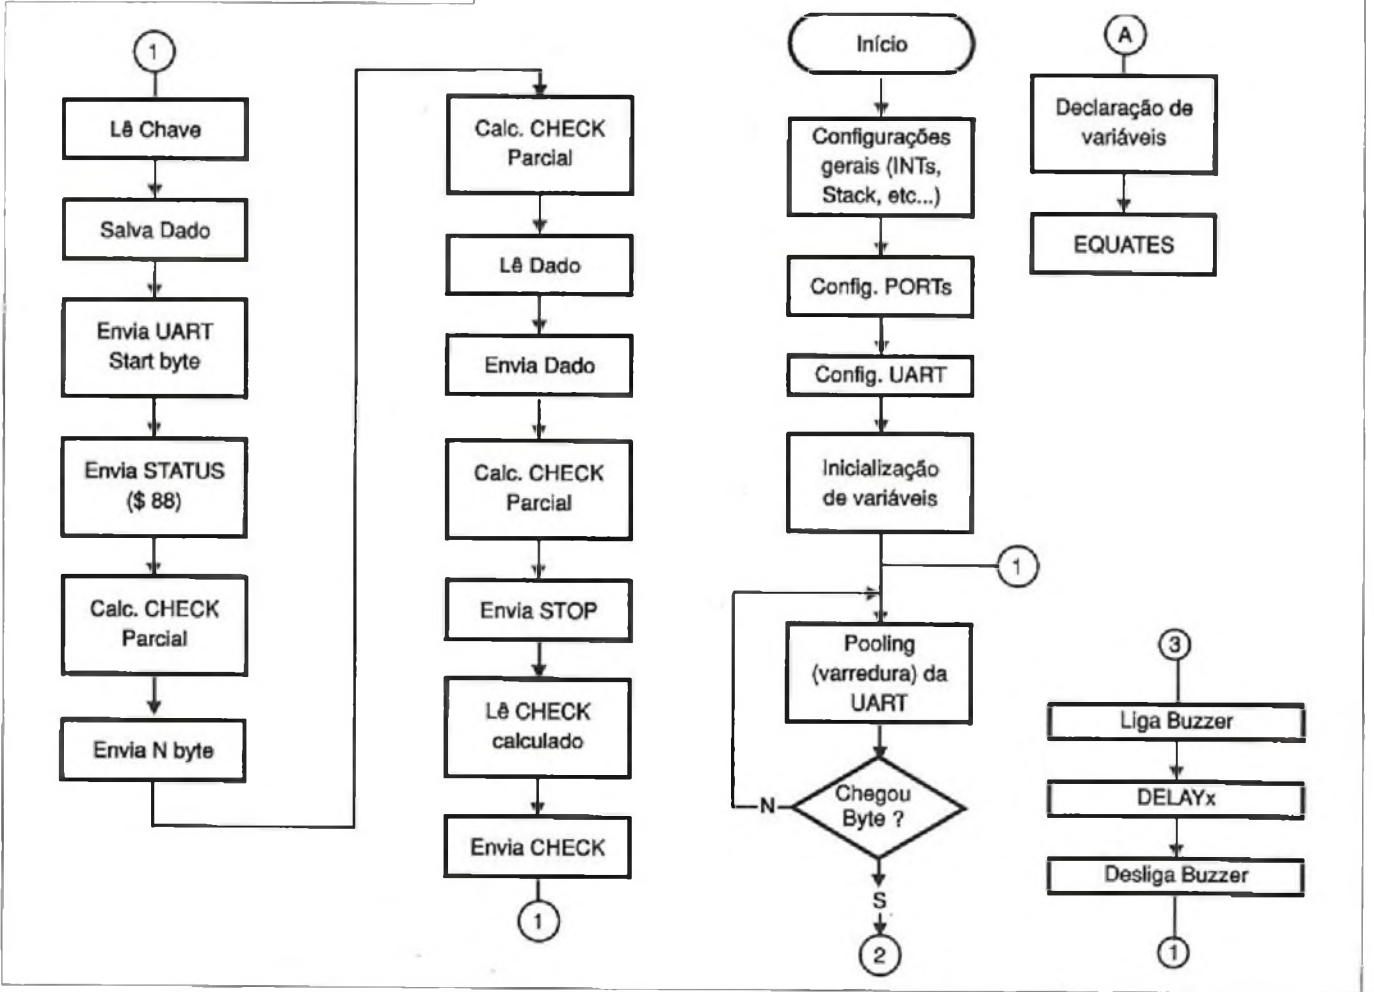 1
Lê Chave
Salva Dado
Envia UART
Start byte
Envia STATUS
($ 88)
Calc. CHECK
Parcial
Envia N byte
Calc. CHECK
Parcial
Lê Dado
Envia Dado
Calc. CHECK
Parcial
Envia STOP
Lê CHECK
calculado
Envia CHECK
1
Início
Configurações
gerais (INTs,
Stack, etc...)
Config. PORTs
Config. UART
Inicialização
de variáveis
1
Pooling
(varredura) da
UART
Chegou
Byte ?
N
S
2
A
Declaração de
variáveis
EQUATES
3
Liga Buzzer
DELAYx
Desliga Buzzer
1